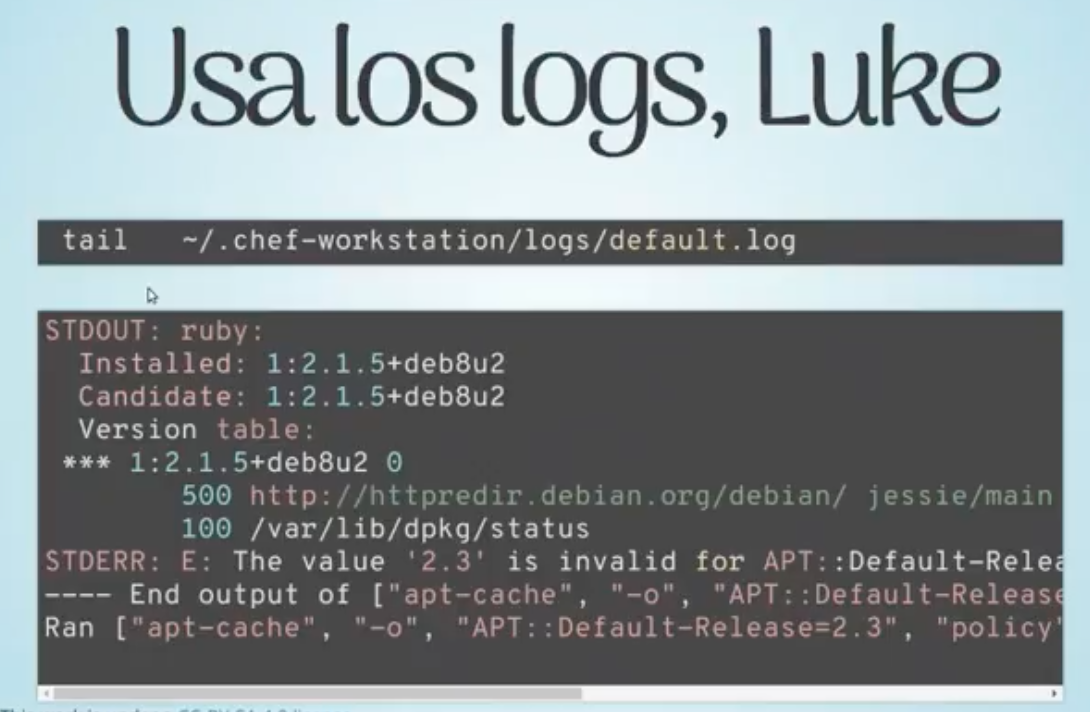 Usa los logs, Luke
tail ~/.chef-workstation/logs/default.log
STDOUT: ruby:
Installed: 1:2.1.5+deb8u2
Candidate: 1:2.1.5+deb8u2
Version table:
*** 1:2.1.5+deb8u2 0
500 http://httpredir.debian.org/debian/ jessie/main
100 /var/lib/dpkg/status
STDERR: E: The value '2.3' is invalid for APT::Default-Relea
---- End output of ["apt-cache", "-o", "APT::Default-Release
Ran ["apt-cache", "-o", "APT::Default-Release=2.3", "policy"